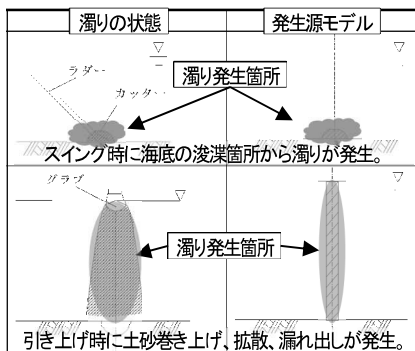 濁りの状態
発生源モデル
ラダー
カッター
濁り発生箇所
スイング時に海底の浚渫箇所から濁りが発生。
グラブ
濁り発生箇所
引き上げ時に土砂巻き上げ、拡散、漏れ出しが発生。